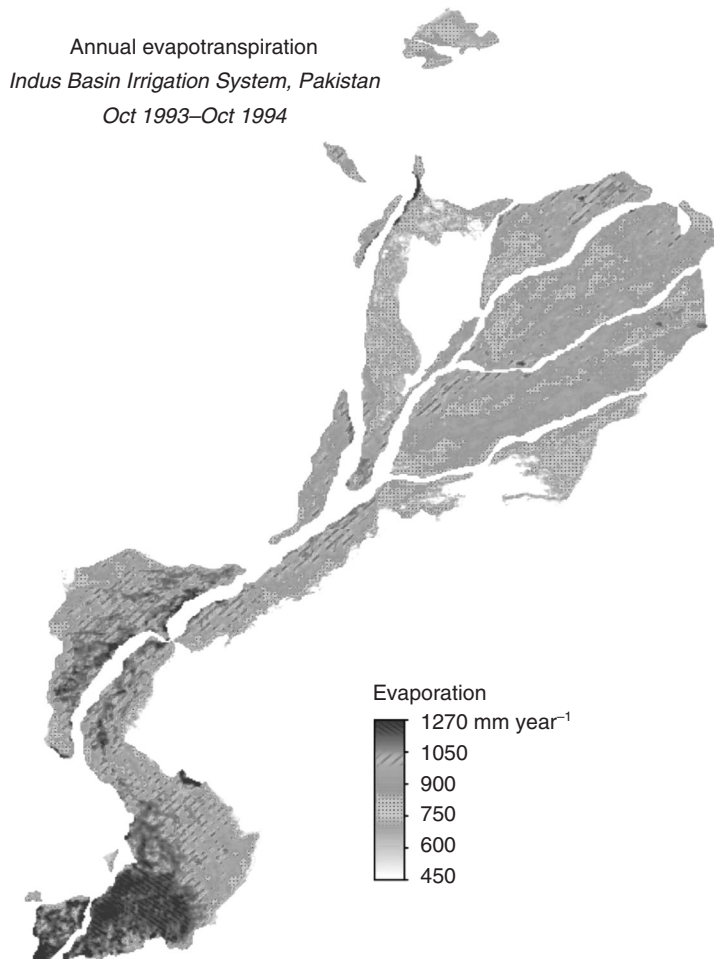 Annual evapotranspiration
Indus Basin Irrigation System, Pakistan
Oct 1993–Oct 1994
Evaporation
1270 mm year⁻¹
1050
900
750
600
450